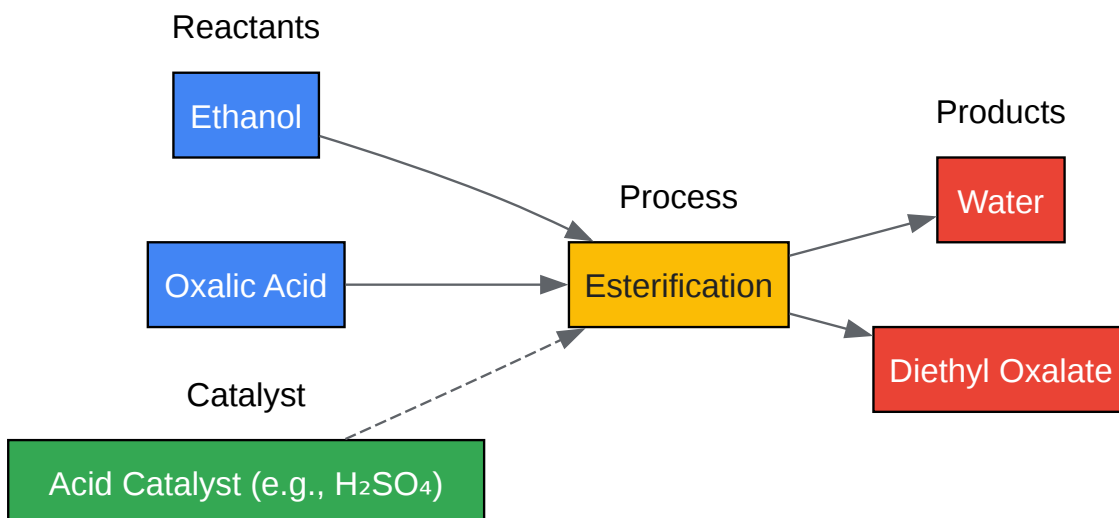 Reactants
Ethanol
Oxalic Acid
Catalyst
Acid Catalyst (e.g., H₂SO₄)
Process
Esterification
Products
Water
Diethyl Oxalate